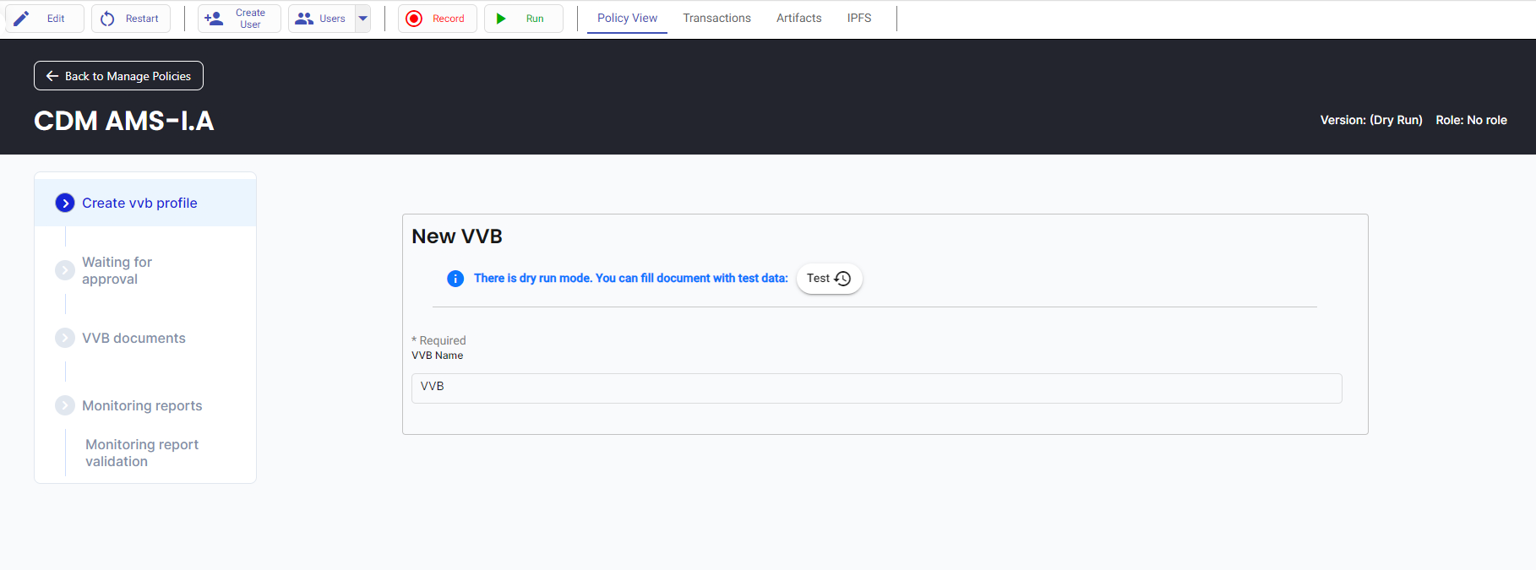 Edit Restart Create User Users Record Run Policy View Transactions Artifacts IPFS
Back to Manage Policies
CDM AMS-I.A
Version: (Dry Run) Role: No role
Create vvb profile
Waiting for
approval
VVB documents
Monitoring reports
Monitoring report
validation
New VVB
There is dry run mode. You can fill document with test data: Test
* Required
VVB Name
VVB